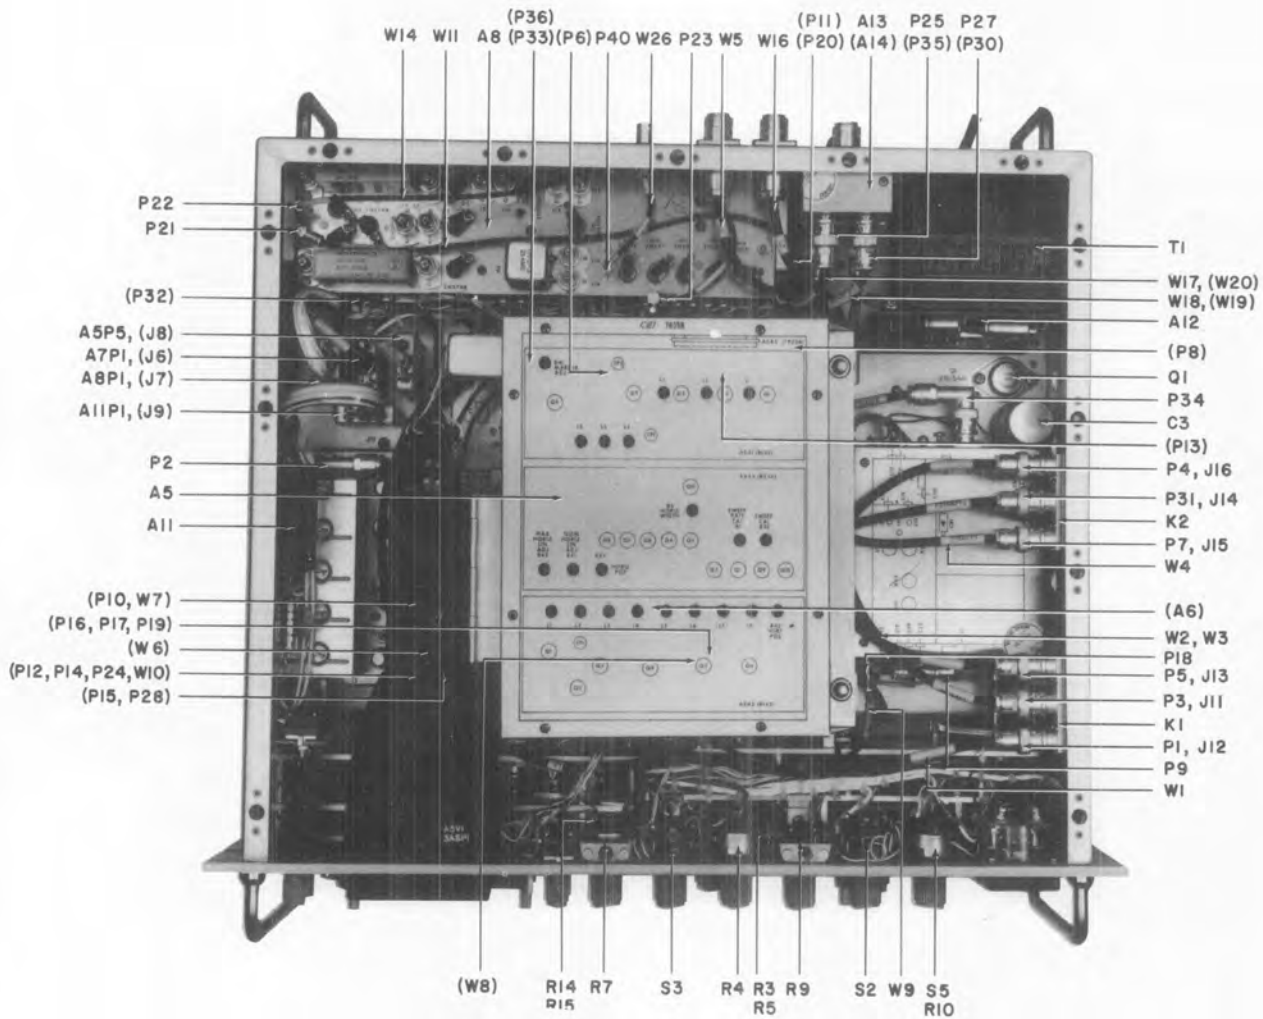 (P36) (P11) A13 P25 P27
W14 W11 A8 (P33) (P6) P40 W26 P23 W5 W16 (P20) (A14) (P35) (P30)
P22
P21
(P32)
A5P5, (J8)
A7P1, (J6)
A8P1, (J7)
A11P1, (J9)
P2
A5
A11
(P10, W7)
(P16, P17, P19)
(W6)
(P12, P14, P24, W10)
(P15, P28)
T1
W17, (W20)
W18, (W19)
A12
(P8)
Q1
P34
C3
(P13)
P4, J16
P31, J14
K2
P7, J15
W4
(A6)
W2, W3
P18
P5, J13
P3, J11
K1
P1, J12
P9
W1
(W8) R14 R7 S3 R4 R3 R9 S2 W9 S5
R15 R5 R10